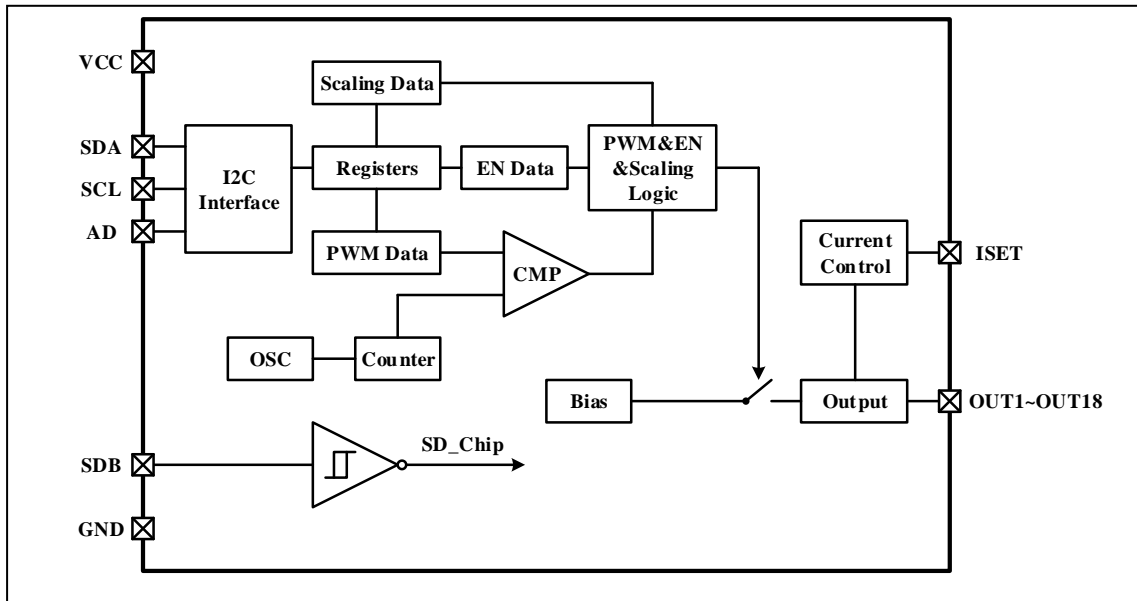 VCC
Scaling Data
SDA
SCL
AD
I2C
Interface
Registers
EN Data
PWM&EN
&Scaling
Logic
PWM Data
CMP
Current
Control
ISET
OSC
Counter
Bias
Output
OUT1~OUT18
SDB
SD_Chip
GND